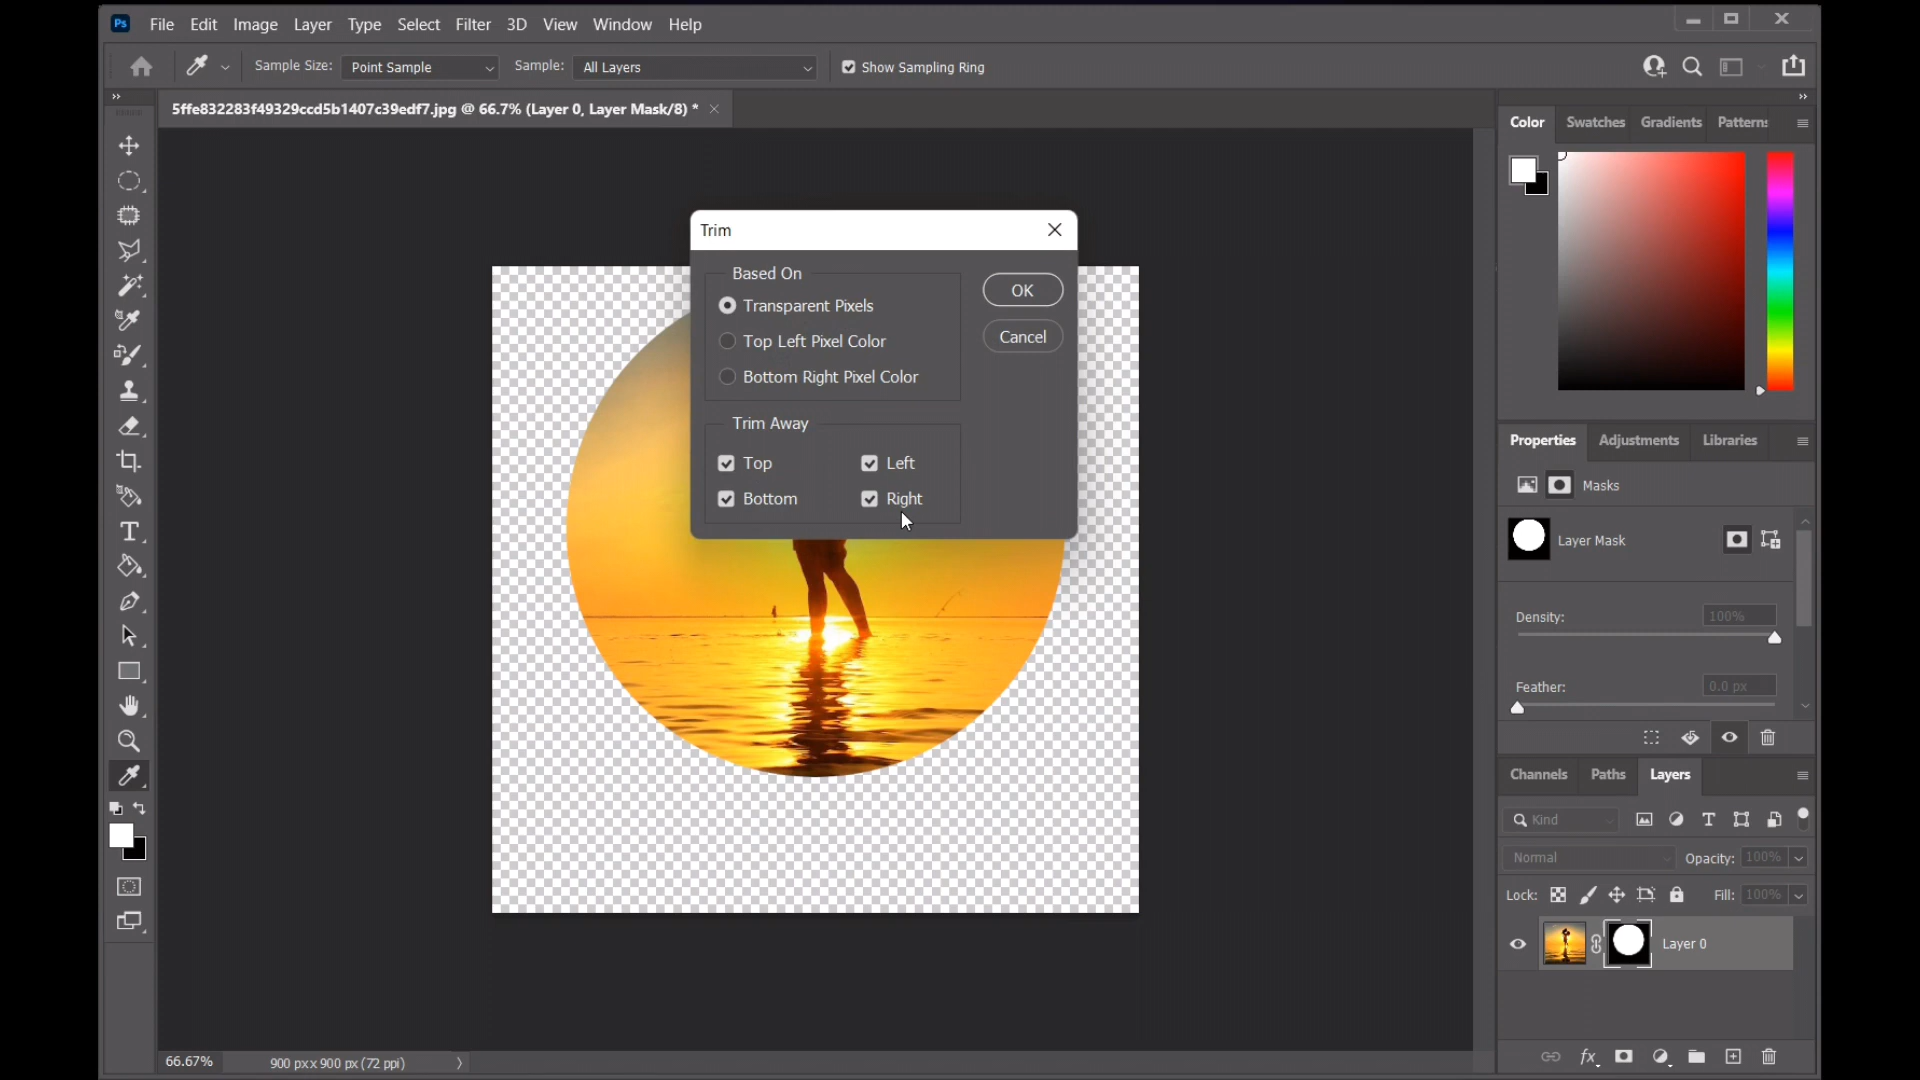 Ps File Edit Image Layer Type Select Filter 3D View Window Help
Sample Size: Point Sample Sample: All Layers Show Sampling Ring
5ffe832283f49329ccd5b1407c39edf7.jpg @ 66.7% (Layer 0, Layer Mask/8) *
Trim
Based On
Transparent Pixels
Top Left Pixel Color
Bottom Right Pixel Color
OK
Cancel
Trim Away
Top Left
Bottom Right
Color Swatches Gradients Patterns
Properties Adjustments Libraries
Masks
Layer Mask
Density: 100%
Feather: 0.0 px
Channels Paths Layers
Kind
Normal Opacity: 100%
Lock: Fill: 100%
Layer 0
fx
66.67% 900 px x 900 px (72 ppi)